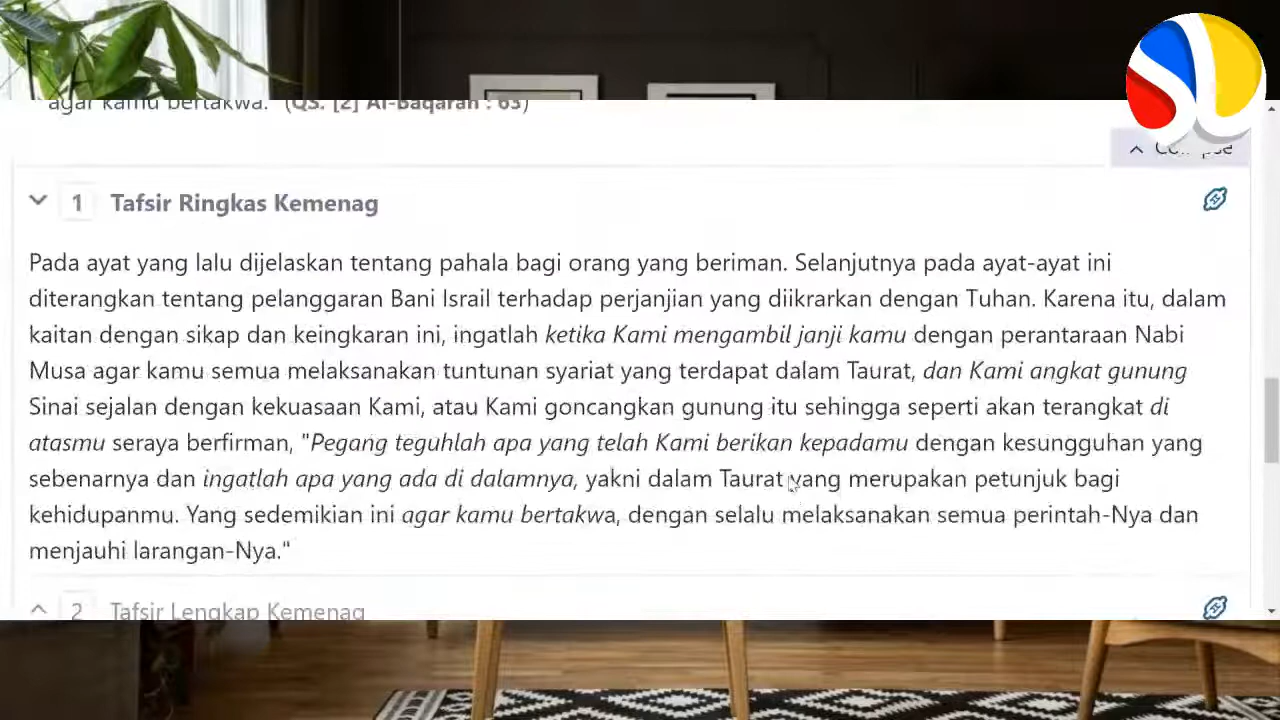 agar kamu bertakwa." (QS. [2] Al-Baqarah : 63)
1 Tafsir Ringkas Kemenag
Pada ayat yang lalu dijelaskan tentang pahala bagi orang yang beriman. Selanjutnya pada ayat-ayat ini
diterangkan tentang pelanggaran Bani Israil terhadap perjanjian yang diikrarkan dengan Tuhan. Karena itu, dalam
kaitan dengan sikap dan keingkaran ini, ingatlah ketika Kami mengambil janji kamu dengan perantaraan Nabi
Musa agar kamu semua melaksanakan tuntunan syariat yang terdapat dalam Taurat, dan Kami angkat gunung
Sinai sejalan dengan kekuasaan Kami, atau Kami goncangkan gunung itu sehingga seperti akan terangkat di
atasmu seraya berfirman, "Pegang teguhlah apa yang telah Kami berikan kepadamu dengan kesungguhan yang
sebenarnya dan ingatlah apa yang ada di dalamnya, yakni dalam Taurat yang merupakan petunjuk bagi
kehidupanmu. Yang sedemikian ini agar kamu bertakwa, dengan selalu melaksanakan semua perintah-Nya dan
menjauhi larangan-Nya."
2 Tafsir Lengkap Kemenag